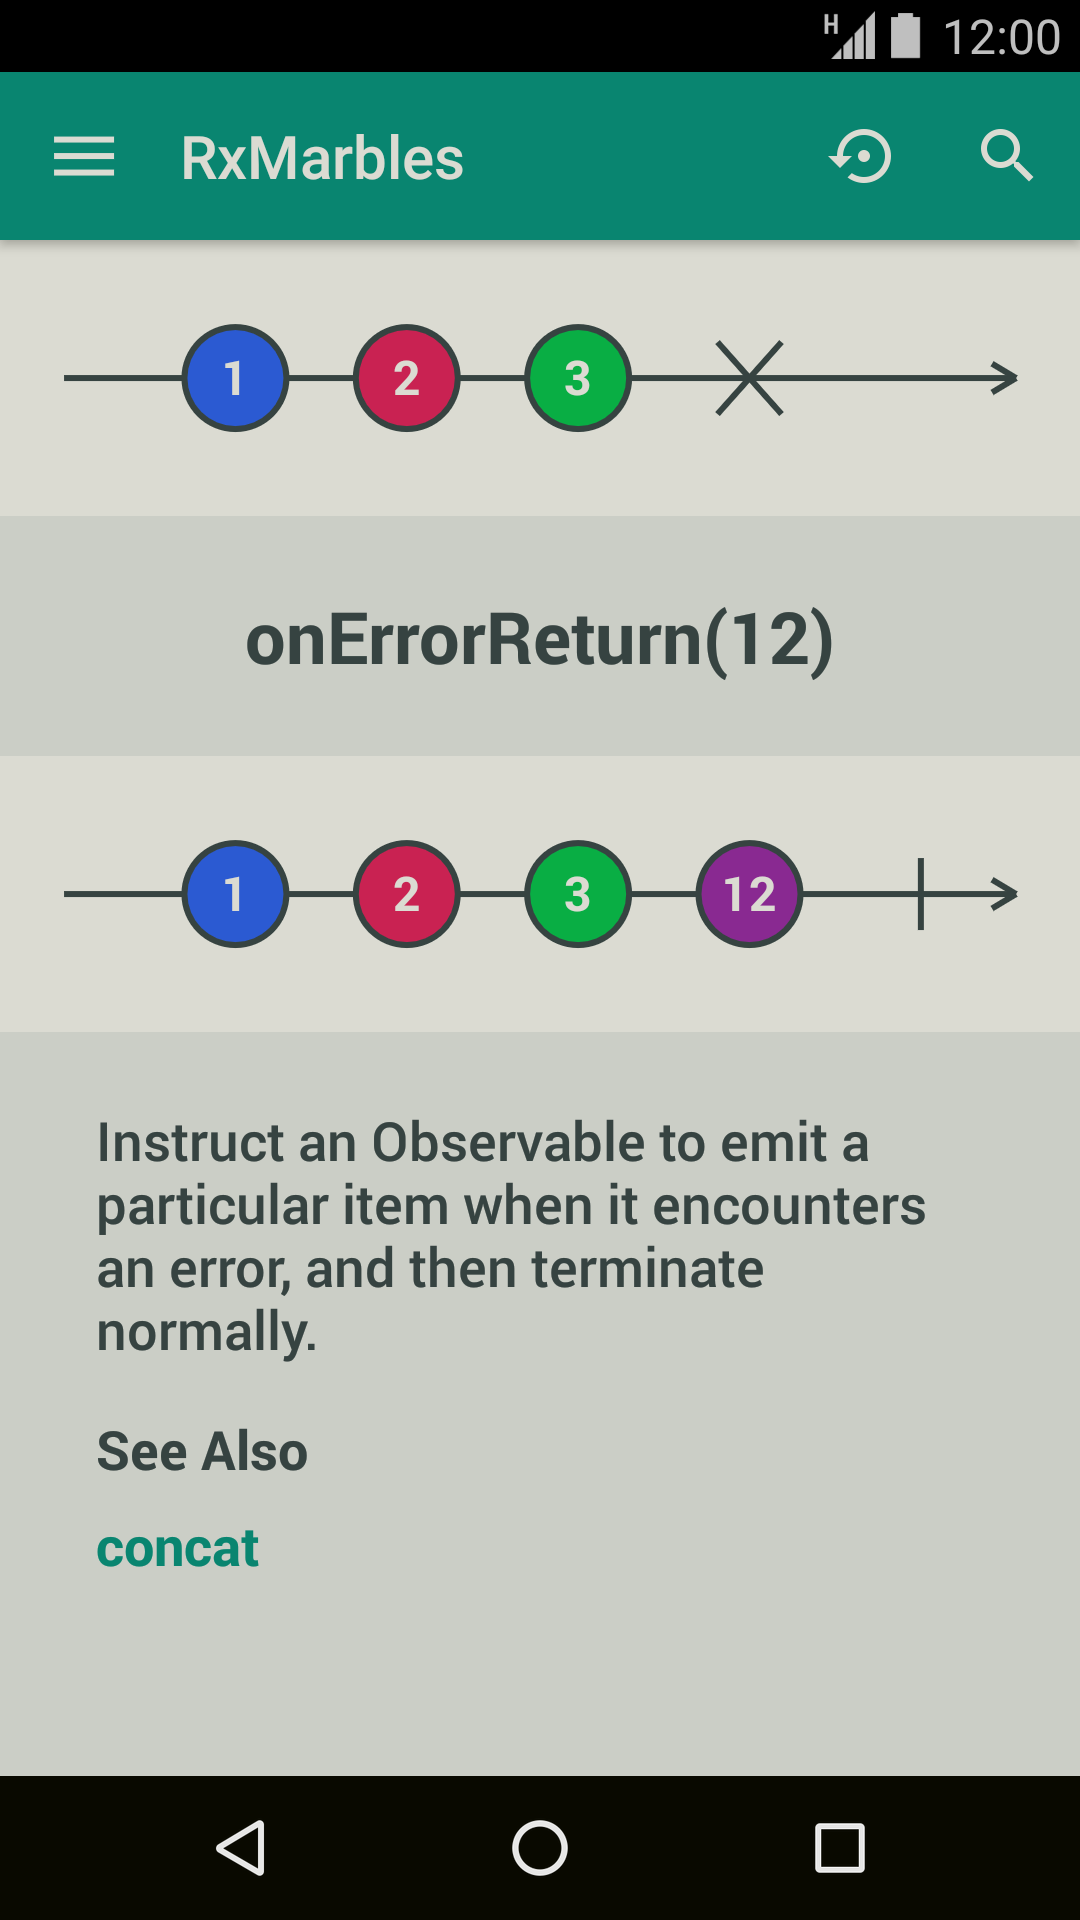 H 12:00
RxMarbles
1 2 3
onErrorReturn(12)
1 2 3 12
Instruct an Observable to emit a
particular item when it encounters
an error, and then terminate
normally.
See Also
concat